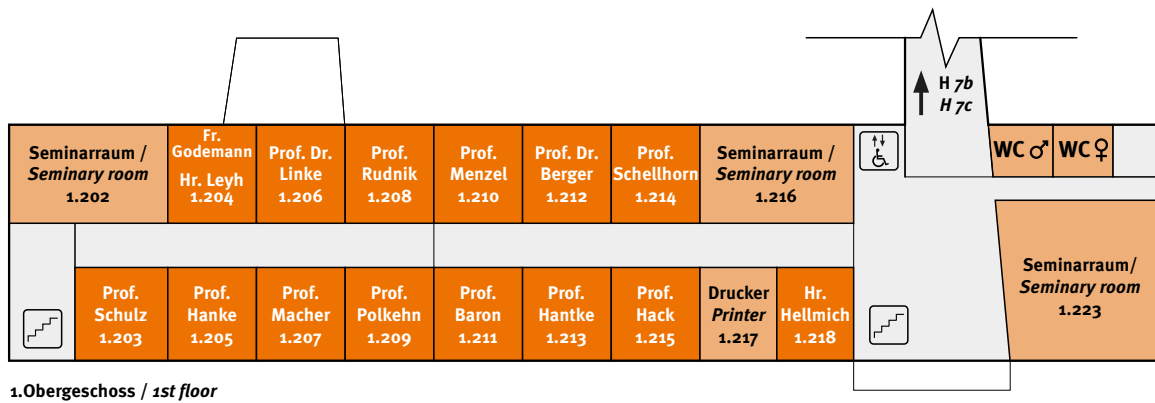 H 7b
H 7c
Seminarraum /
Seminary room
1.202
Fr.
Godemann
Hr. Leyh
1.204
Prof. Dr.
Linke
1.206
Prof.
Rudnik
1.208
Prof.
Menzel
1.210
Prof. Dr.
Berger
1.212
Prof.
Schellhorn
1.214
Seminarraum /
Seminary room
1.216
WC ♂
WC ♀
Prof.
Schulz
1.203
Prof.
Hanke
1.205
Prof.
Macher
1.207
Prof.
Polkehn
1.209
Prof.
Baron
1.211
Prof.
Hantke
1.213
Prof.
Hack
1.215
Drucker
Printer
1.217
Hr.
Hellmich
1.218
Seminarraum/
Seminary room
1.223
1.Obergeschoss / 1st floor